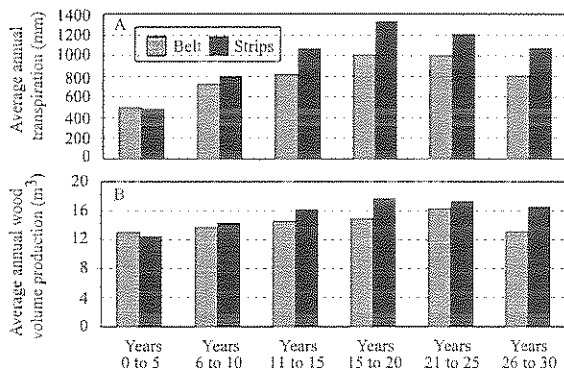 Average annual
transpiration (mm)
1400
1200
1000
800
600
400
200
0
A
Belt
Strips
Average annual wood
volume production (m³)
20
16
12
8
4
0
B
Years
0 to 5
Years
6 to 10
Years
11 to 15
Years
15 to 20
Years
21 to 25
Years
26 to 30